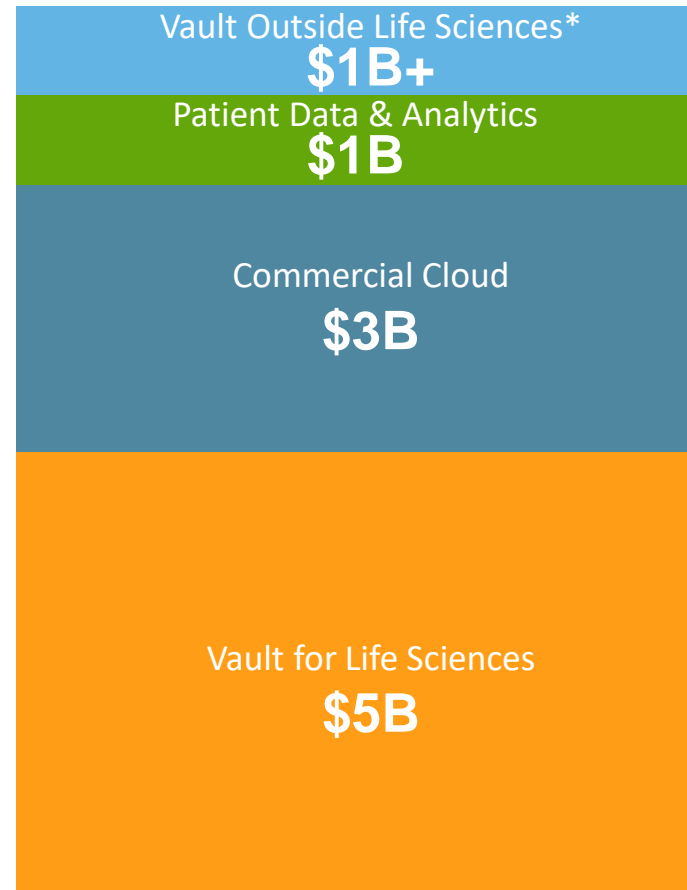 Vault Outside Life Sciences*
$1B+
Patient Data & Analytics
$1B
Commercial Cloud
$3B
Vault for Life Sciences
$5B